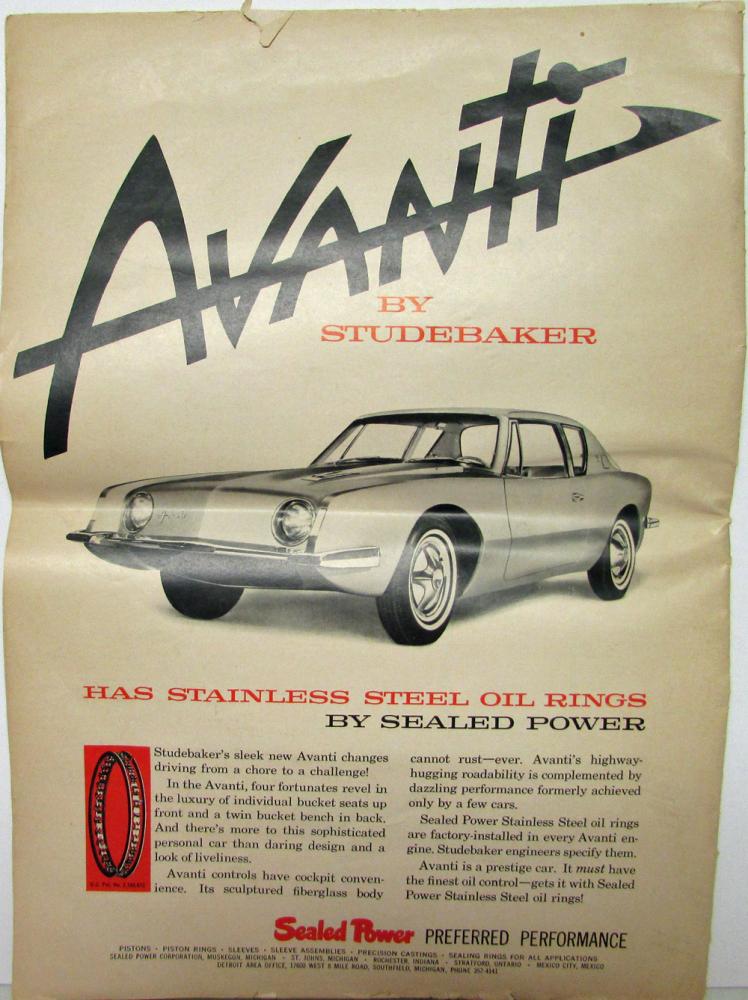 Avanti
BY
STUDEBAKER
Avanti
HAS STAINLESS STEEL OIL RINGS
BY SEALED POWER
Studebaker's sleek new Avanti changes
driving from a chore to a challenge!
In the Avanti, four fortunates revel in
the luxury of individual bucket seats up
front and a twin bucket bench in back.
And there's more to this sophisticated
personal car than daring design and a
look of liveliness.
Avanti controls have cockpit conven-
ience. Its sculptured fiberglass body
cannot rust—ever. Avanti's highway-
hugging roadability is complemented by
dazzling performance formerly achieved
only by a few cars.
Sealed Power Stainless Steel oil rings
are factory-installed in every Avanti en-
gine. Studebaker engineers specify them.
Avanti is a prestige car. It must have
the finest oil control—gets it with Sealed
Power Stainless Steel oil rings!
U.S. Pat. No.
Sealed Power PREFERRED PERFORMANCE
PISTONS · PISTON RINGS · SLEEVES · SLEEVE ASSEMBLIES · PRECISION CASTINGS · SEALING RINGS FOR ALL APPLICATIONS
SEALED POWER CORPORATION, MUSKEGON, MICHIGAN · ST. JOHNS, MICHIGAN · ROCHESTER, INDIANA · STRATFORD, ONTARIO · MEXICO CITY, MEXICO
DETROIT AREA OFFICE, 17600 WEST 8 MILE ROAD, SOUTHFIELD, MICHIGAN, PHONE 357-4141